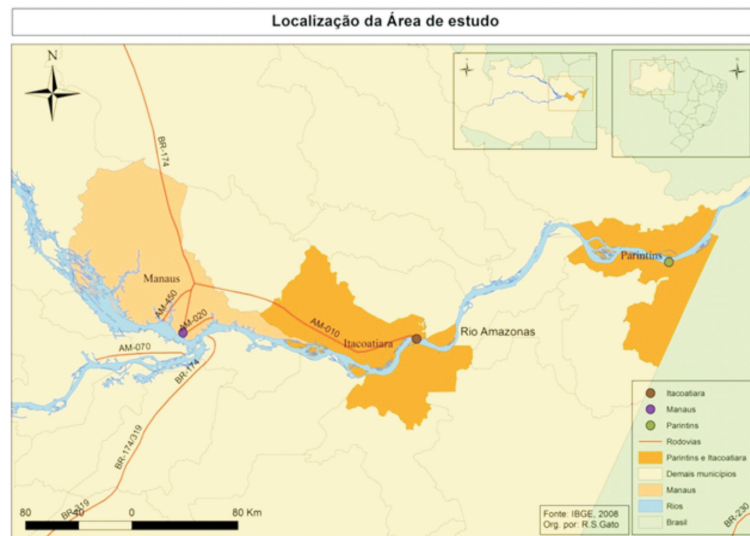 Localização da Área de estudo
N
BR-174
Manaus
AM-450
AM-020
AM-010
AM-070
BR-174
BR-174/319
BR-319
Itacoatiara
Rio Amazonas
Parintins
BR-230
Itacoatiara
Manaus
Parintins
Rodovias
Parintins e Itacoatiara
Demais municípios
Manaus
Rios
Brasil
80 40 0 80 Km
Fonte: IBGE, 2008
Org. por: R.S.Gato